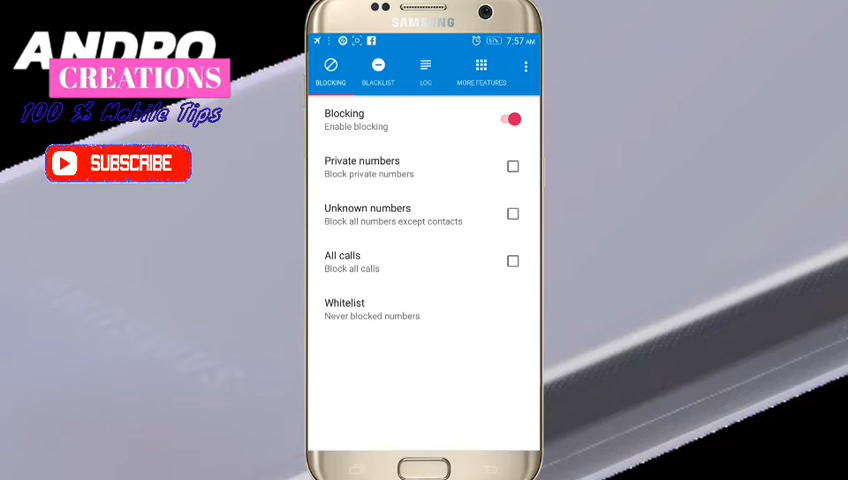 ANDRO
CREATIONS
100 % Mobile Tips
SUBSCRIBE
SAMSUNG
57%
7:57 AM
BLOCKING
BLACKLIST
LOG
MORE FEATURES
Blocking
Enable blocking
Private numbers
Block private numbers
Unknown numbers
Block all numbers except contacts
All calls
Block all calls
Whitelist
Never blocked numbers